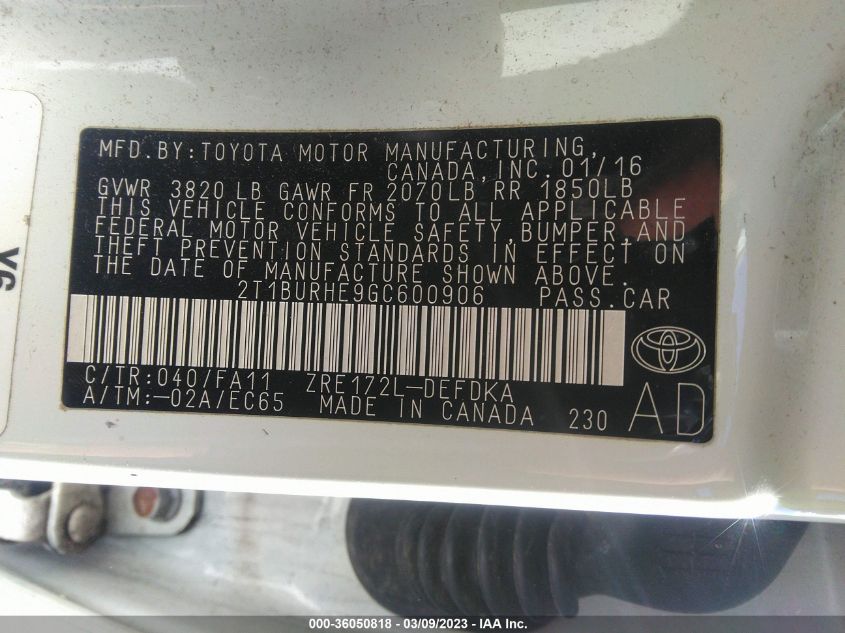 MFD.BY:TOYOTA MOTOR MANUFACTURING,
CANADA,INC.01/16
GVWR 3820LB GAWR FR 2070LB RR 1850LB
THIS VEHICLE CONFORMS TO ALL APPLICABLE
FEDERAL MOTOR VEHICLE SAFETY,BUMPER,AND
THEFT PREVENTION STANDARDS IN EFFECT ON
THE DATE OF MANUFACTURE SHOWN ABOVE.
2T1BURHE9GC600906 PASS.CAR
C/TR:040/FA11 ZRE172L-DEFDKA
A/TM:-02A/EC65 MADE IN CANADA 230 AD
000-36050818 - 03/09/2023 - IAA Inc.